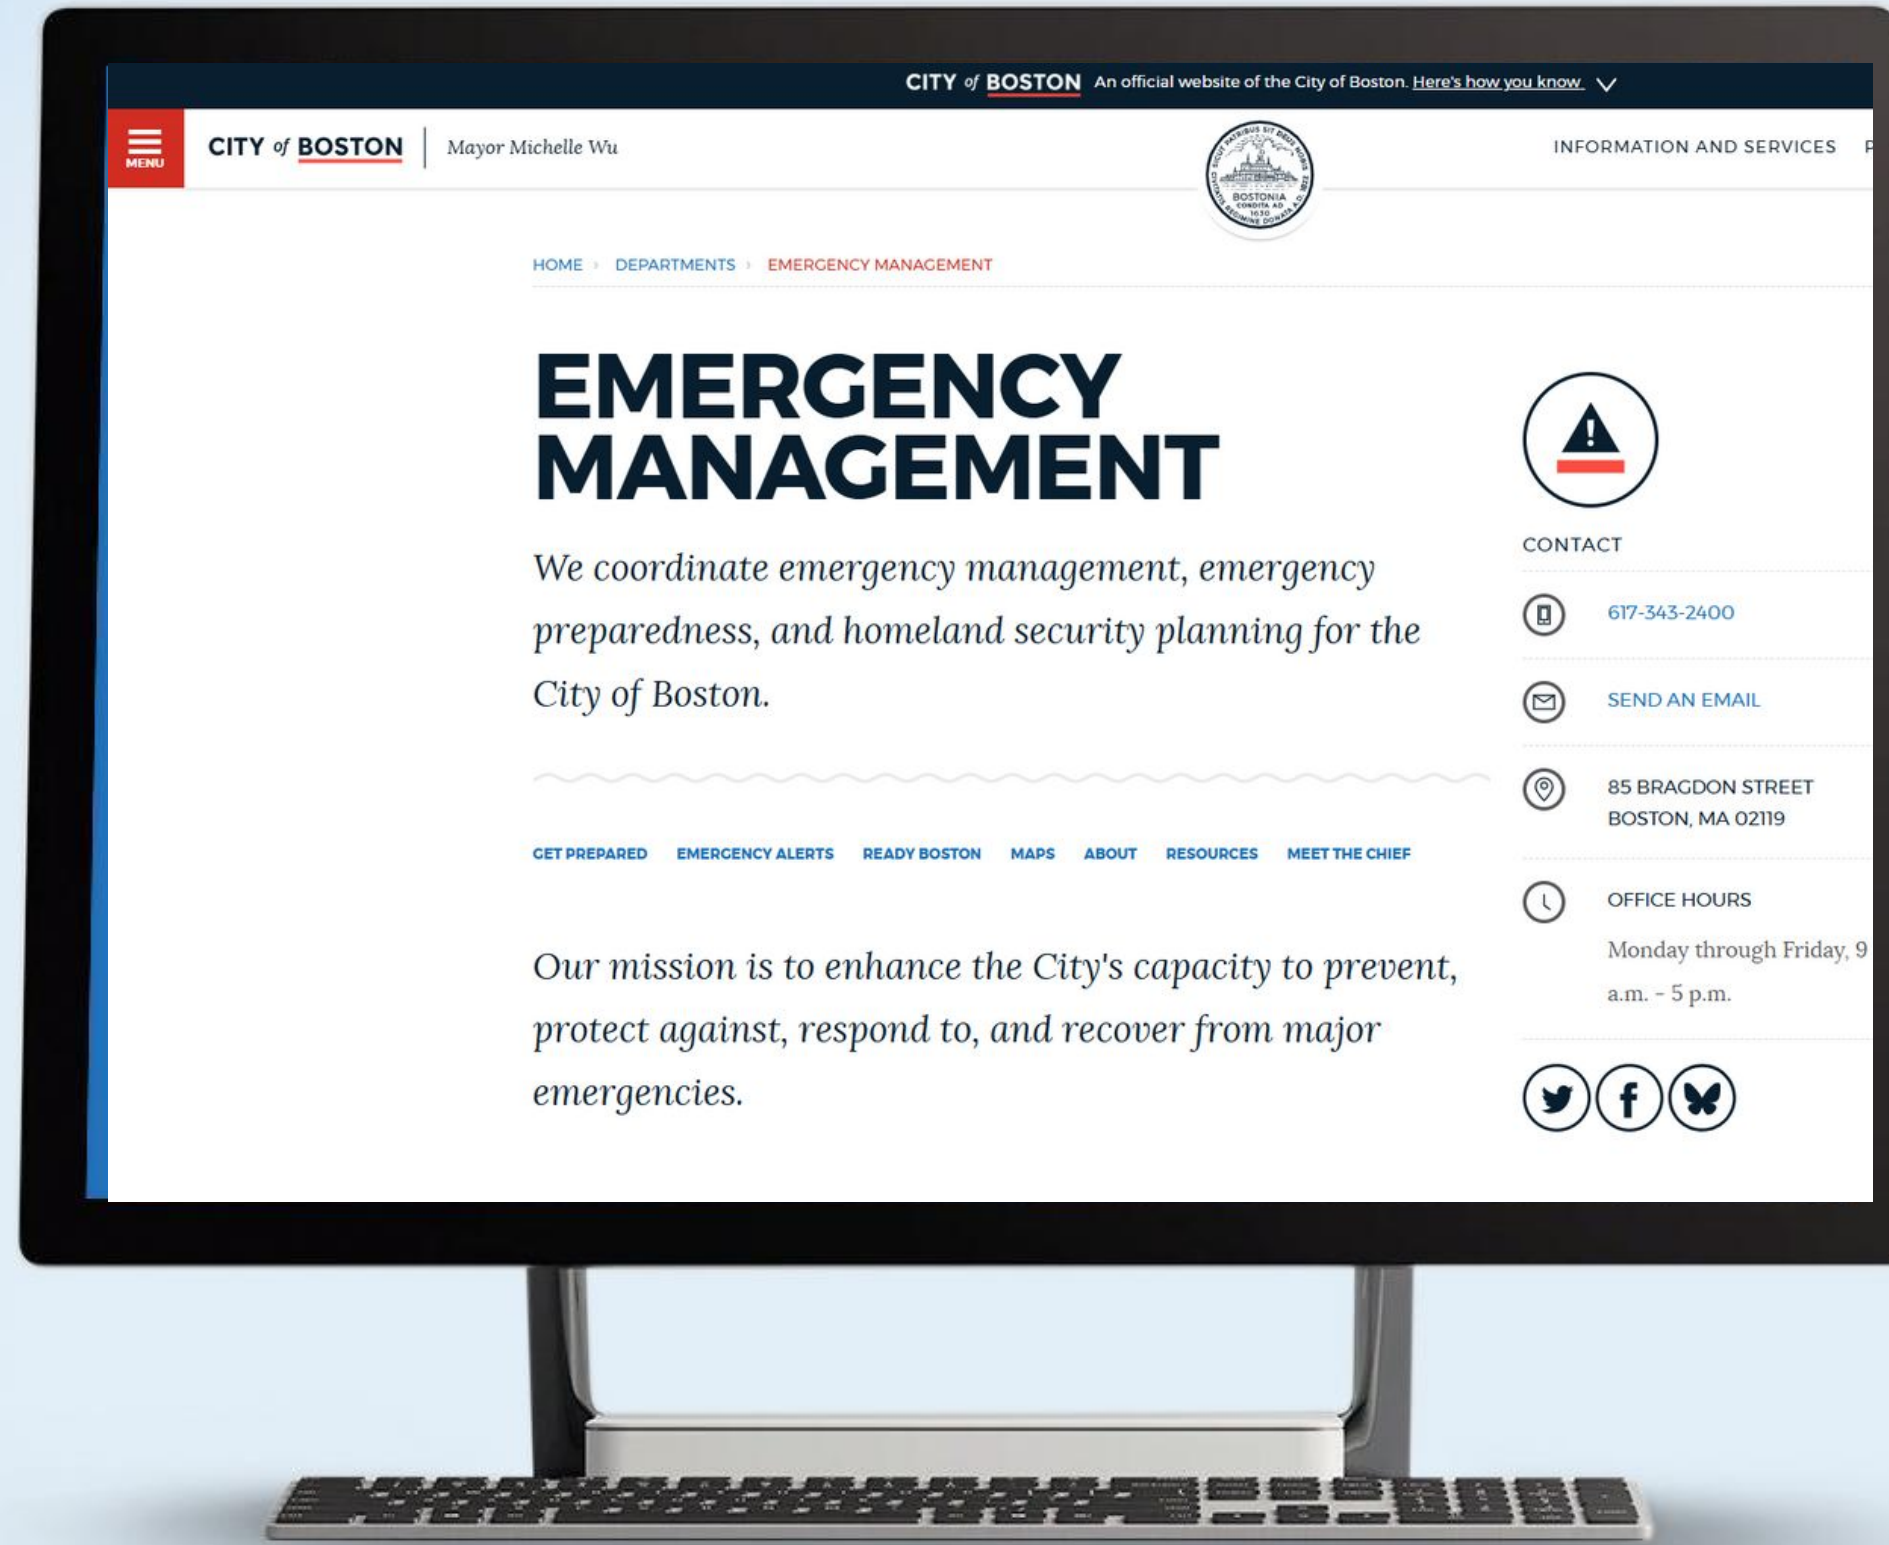 CITY of BOSTON An official website of the City of Boston. Here's how you know
MENU
CITY of BOSTON
Mayor Michelle Wu
BOSTONIA
CONDITA AD
1630
INFORMATION AND SERVICES
HOME › DEPARTMENTS › EMERGENCY MANAGEMENT
EMERGENCY
MANAGEMENT
We coordinate emergency management, emergency
preparedness, and homeland security planning for the
City of Boston.
GET PREPARED EMERGENCY ALERTS READY BOSTON MAPS ABOUT RESOURCES MEET THE CHIEF
Our mission is to enhance the City's capacity to prevent,
protect against, respond to, and recover from major
emergencies.
CONTACT
617-343-2400
SEND AN EMAIL
85 BRAGDON STREET
BOSTON, MA 02119
OFFICE HOURS
Monday through Friday, 9
a.m. - 5 p.m.